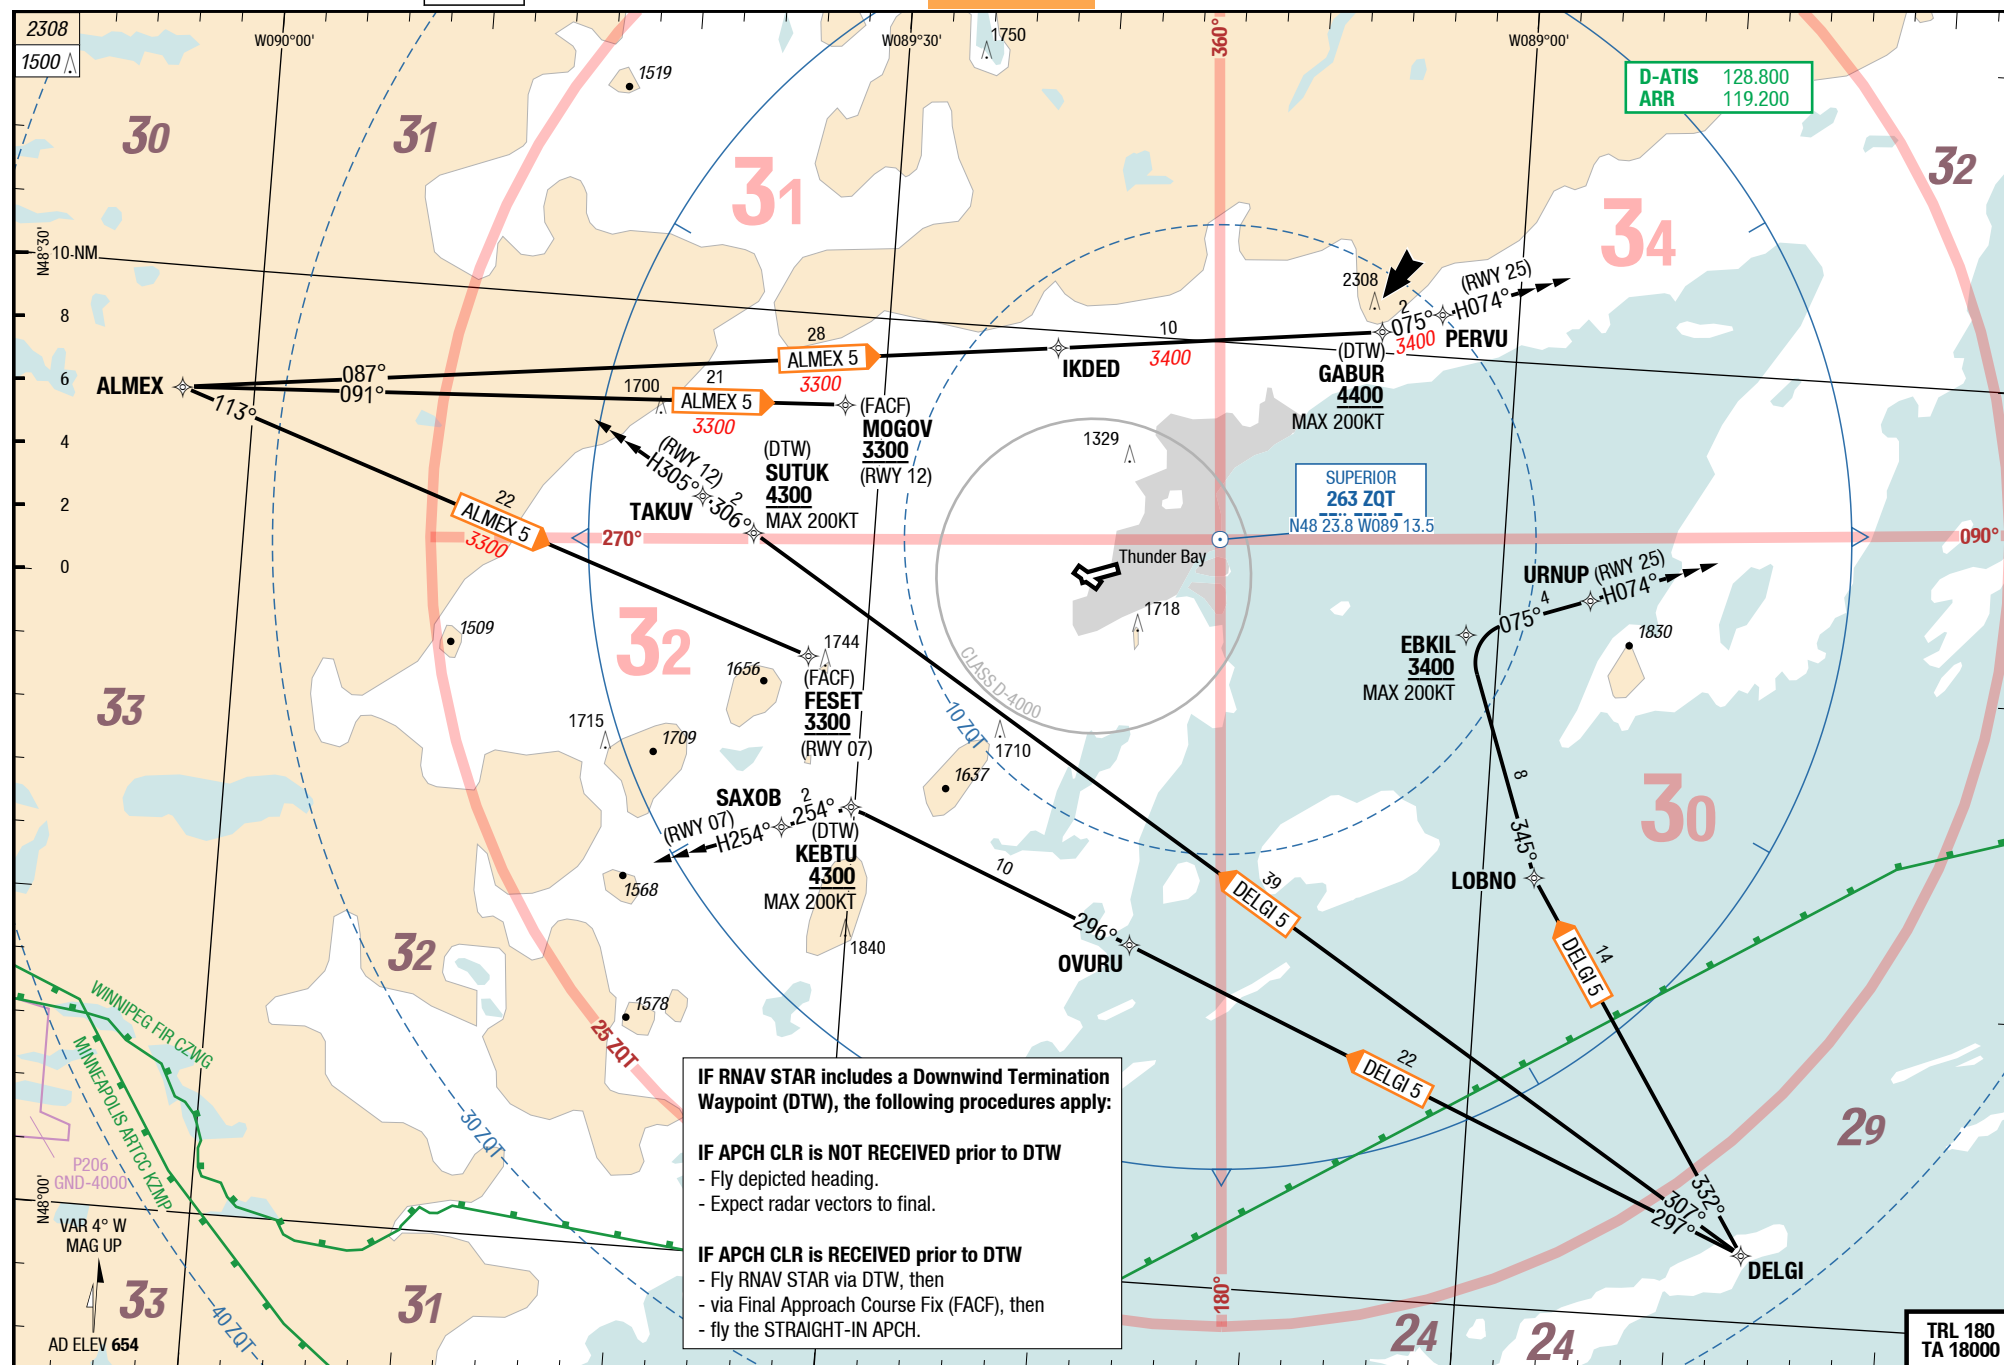 2308
1500
W090°00'
W089°30'
W089°00'
1750
360°
D-ATIS 128.800
ARR 119.200
1519
30
31
31
34
32
N48°30'
10 NM
8
6
4
2
0
2308
(RWY 25)
H074°
2
075°
3400
PERVU
(DTW)
GABUR
4400
MAX 200KT
10
3400
IKDED
28
ALMEX 5
3300
087°
091°
113°
ALMEX
21
ALMEX 5
3300
1700
(FACF)
MOGOV
3300
(RWY 12)
(DTW)
SUTUK
4300
MAX 200KT
(RWY 12)
H305°
2
306°
TAKUV
22
ALMEX 5
3300
1329
SUPERIOR
263 ZQT
N48 23.8 W089 13.5
270°
090°
Thunder Bay
1718
CLASS D-4000
URNUP (RWY 25)
H074°
4
075°
EBKIL
3400
MAX 200KT
1830
1509
32
1744
1656
(FACF)
FESET
3300
(RWY 07)
33
1715
1709
10 ZQT
1710
1637
8
345°
30
SAXOB
2
254°
(RWY 07)
H254°
(DTW)
KEBTU
4300
MAX 200KT
1568
1840
10
296°
OVURU
39
DELGI 5
LOBNO
14
DELGI 5
32
1578
WINNIPEG FIR CZWG
MINNEAPOLIS ARTCC KZMP
25 ZQT
30 ZQT
40 ZQT
P206
GND-4000
N48°00'
VAR 4° W
MAG UP
AD ELEV 654
33
31
22
DELGI 5
29
332°
307°
297°
DELGI
180°
IF RNAV STAR includes a Downwind Termination
Waypoint (DTW), the following procedures apply:
IF APCH CLR is NOT RECEIVED prior to DTW
- Fly depicted heading.
- Expect radar vectors to final.
IF APCH CLR is RECEIVED prior to DTW
- Fly RNAV STAR via DTW, then
- via Final Approach Course Fix (FACF), then
- fly the STRAIGHT-IN APCH.
24
24
TRL 180
TA 18000